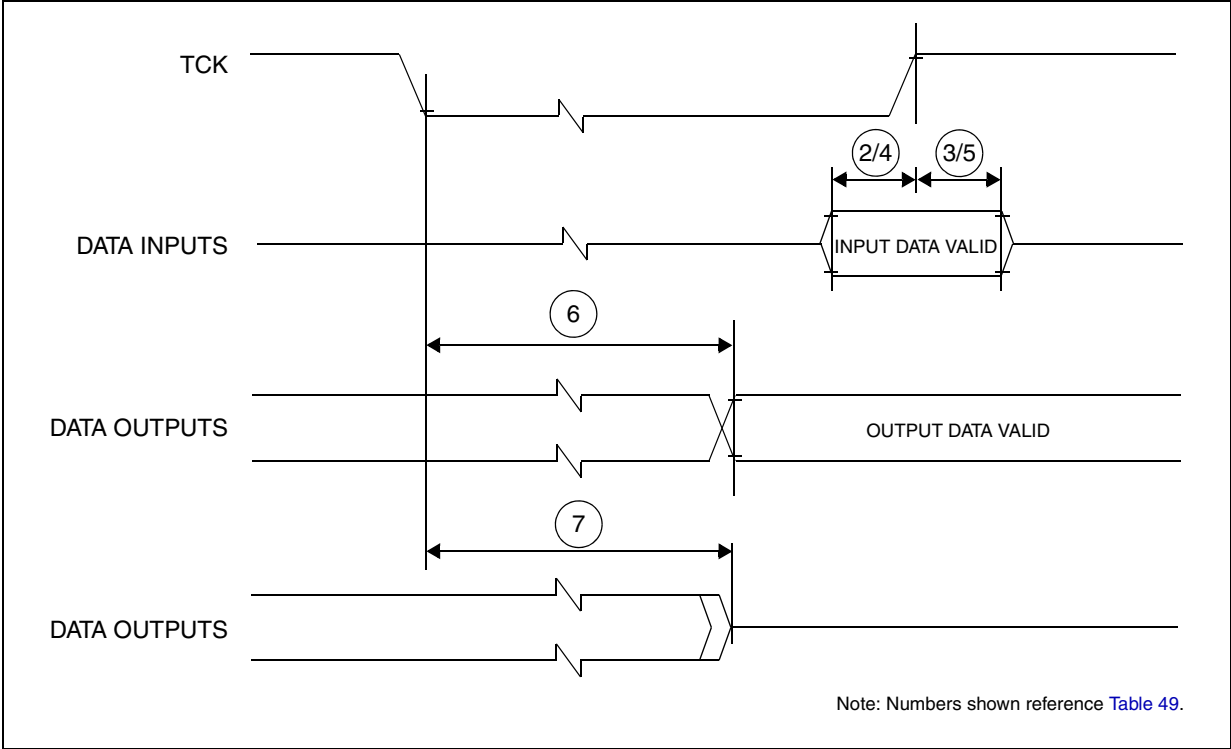 TCK
2/4
3/5
DATA INPUTS
INPUT DATA VALID
6
DATA OUTPUTS
OUTPUT DATA VALID
7
DATA OUTPUTS
Note: Numbers shown reference Table 49.